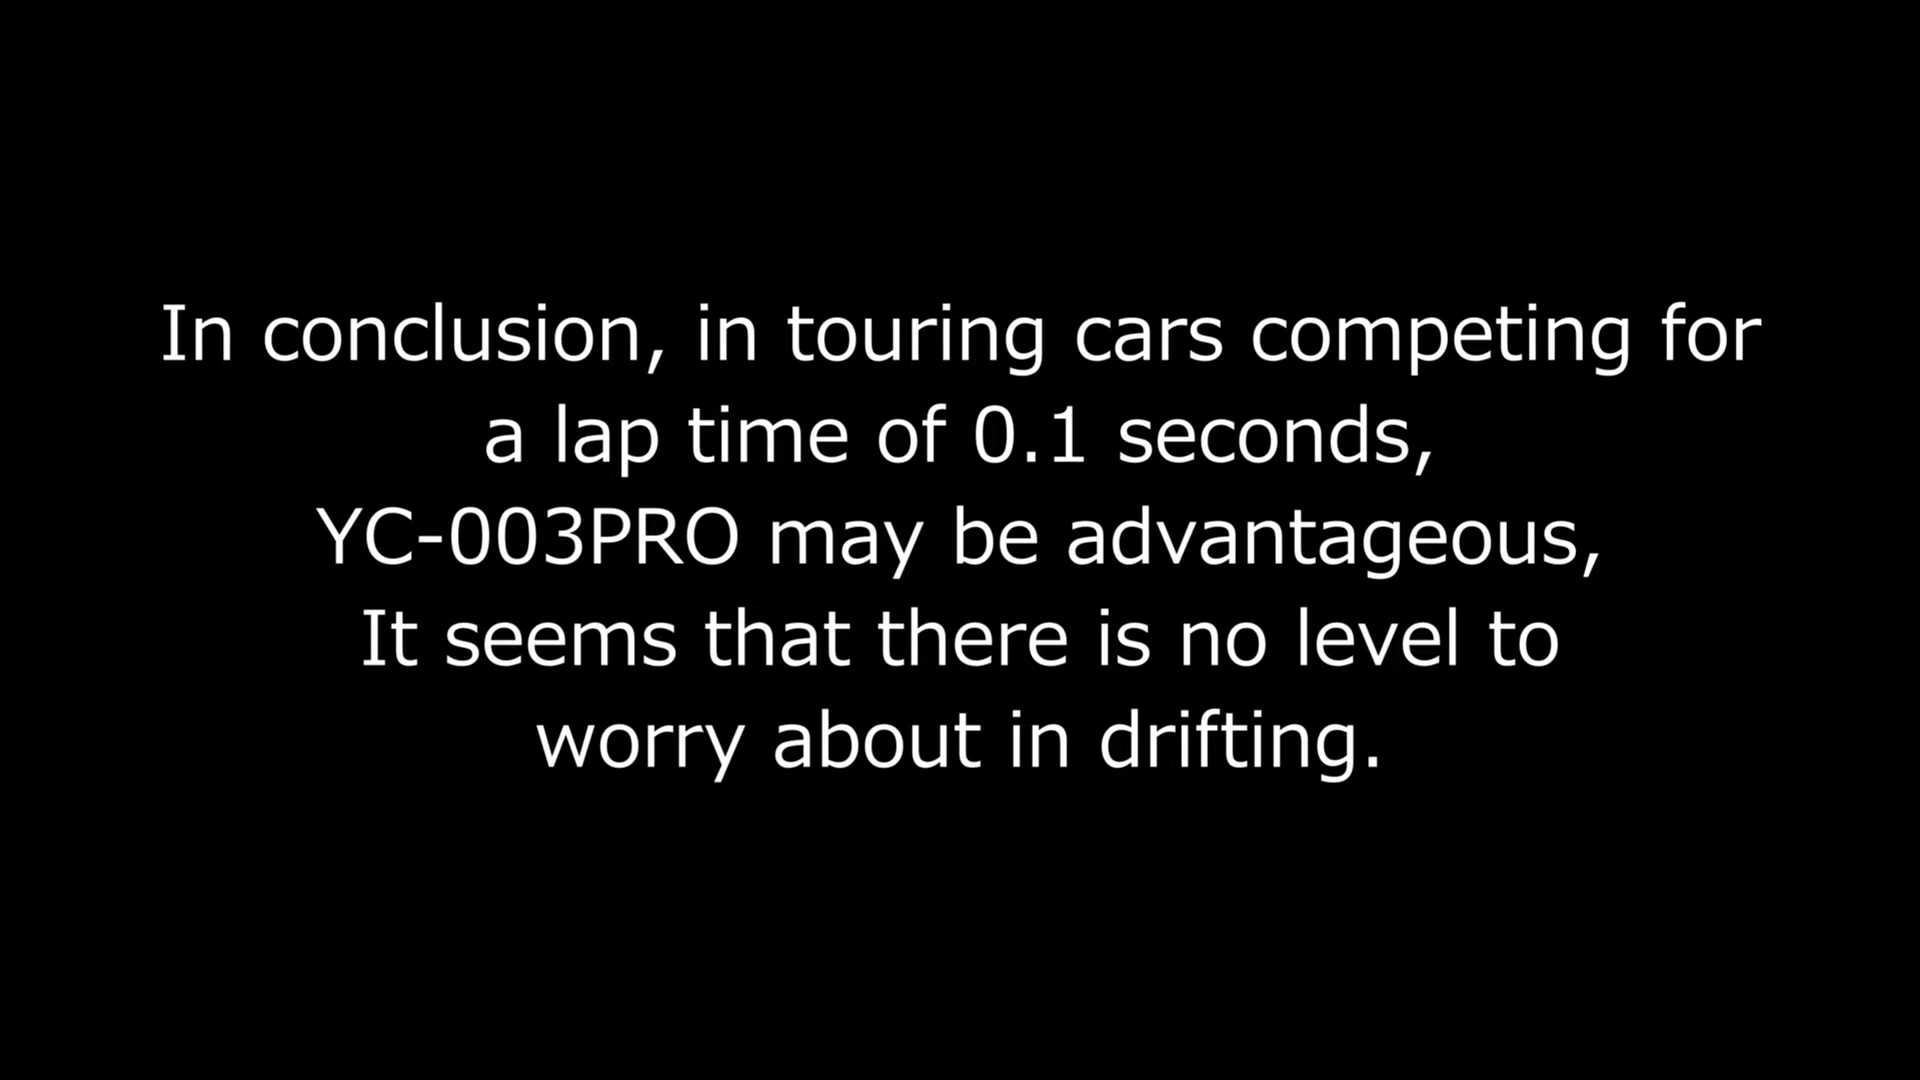 In conclusion, in touring cars competing for
a lap time of 0.1 seconds,
YC-003PRO may be advantageous,
It seems that there is no level to
worry about in drifting.